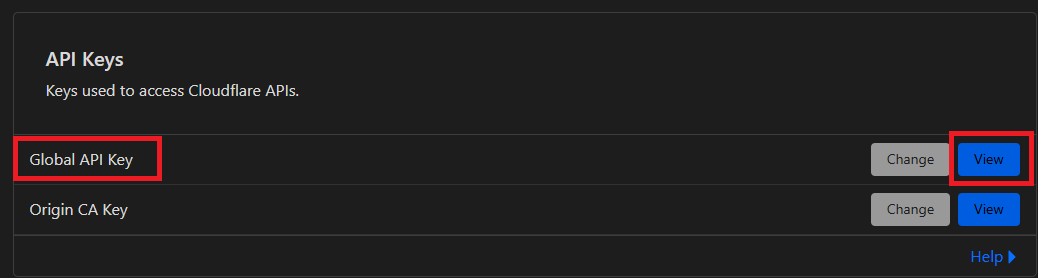 API Keys
Keys used to access Cloudflare APIs.
Global API Key Change View
Origin CA Key Change View
Help